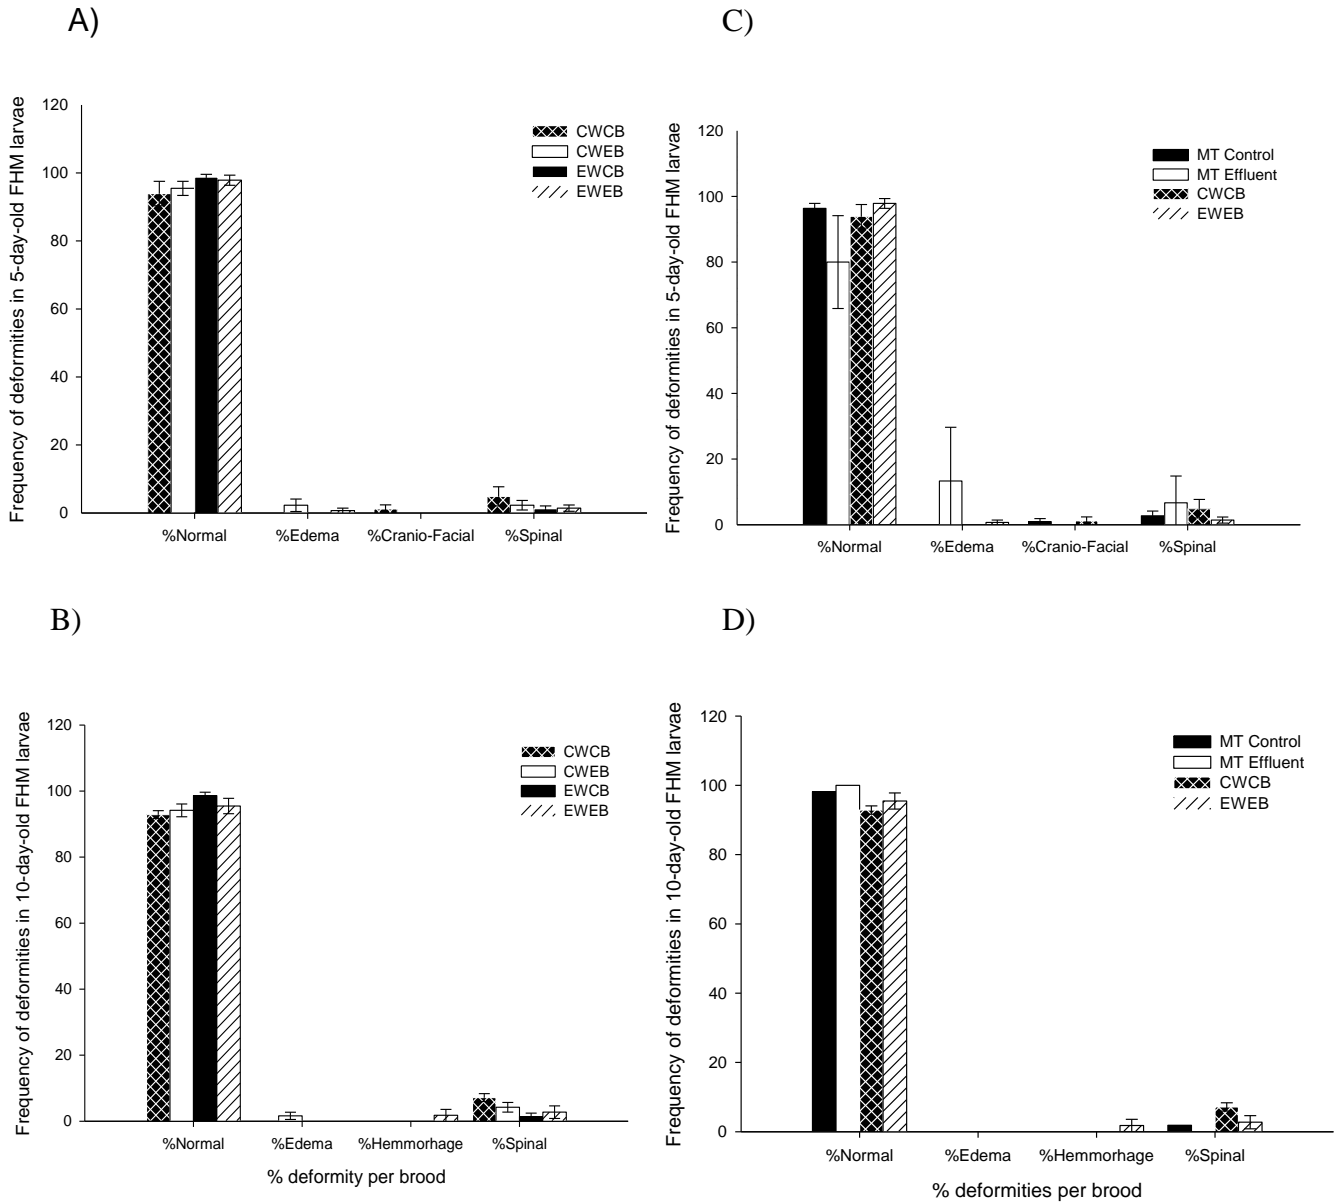 A)
Frequency of deformities in 5-day-old FHM larvae
120
100
80
60
40
20
0
CWCB
CWEB
EWCB
EWEB
%Normal %Edema %Cranio-Facial %Spinal
C)
Frequency of deformities in 5-day-old FHM larvae
120
100
80
60
40
20
0
MT Control
MT Effluent
CWCB
EWEB
%Normal %Edema %Cranio-Facial %Spinal
B)
Frequency of deformities in 10-day-old FHM larvae
120
100
80
60
40
20
0
CWCB
CWEB
EWCB
EWEB
%Normal %Edema %Hemmorhage %Spinal
% deformity per brood
D)
Frequency of deformities in 10-day-old FHM larvae
120
100
80
60
40
20
0
MT Control
MT Effluent
CWCB
EWEB
%Normal %Edema %Hemmorhage %Spinal
% deformities per brood